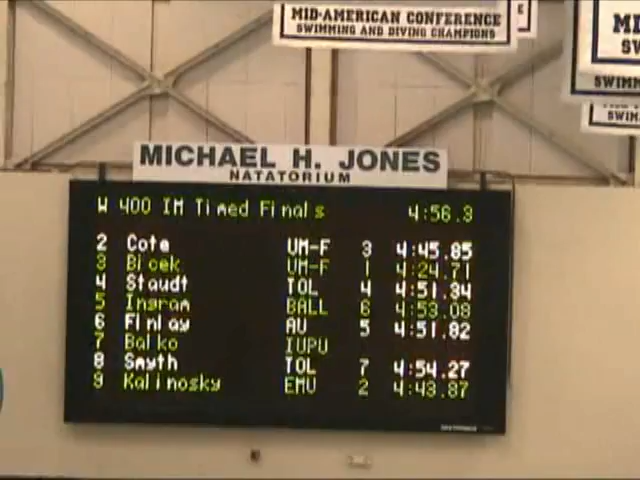 MID-AMERICAN CONFERENCE
SWIMMING AND DIVING CHAMPIONS
MICHAEL H. JONES
NATATORIUM
W 400 IM Timed Finals 4:56.3
2 Cote UM-F 3 4:45.85
3 Bicek UM-F 1 4:24.71
4 Staudt TOL 4 4:51.34
5 Ingram BALL 6 4:53.08
6 Finlay AU 5 4:51.82
7 Balko IUPU
8 Smyth TOL 7 4:54.27
9 Kalinosky EMU 2 4:43.87